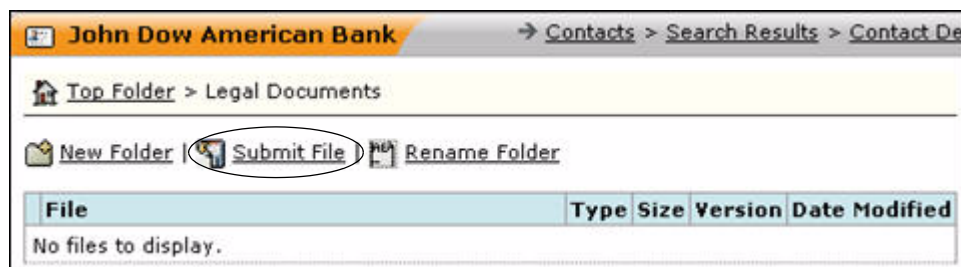 John Dow American Bank → Contacts > Search Results > Contact De
Top Folder > Legal Documents
New Folder | Submit File | Rename Folder
File Type Size Version Date Modified
No files to display.